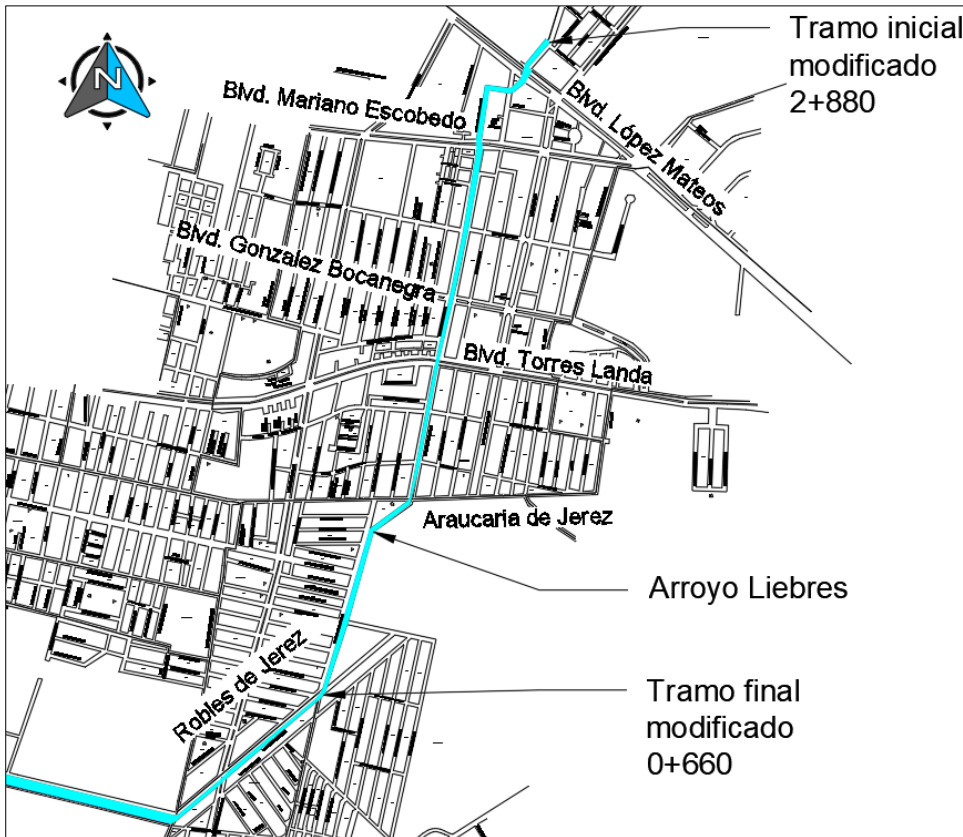 Tramo inicial
modificado
2+880
N
Blvd. Mariano Escobedo
Blvd. López Mateos
Blvd. Gonzalez Bocanegra
Blvd. Torres Landa
Araucaria de Jerez
Arroyo Liebres
Robles de Jerez
Tramo final
modificado
0+660